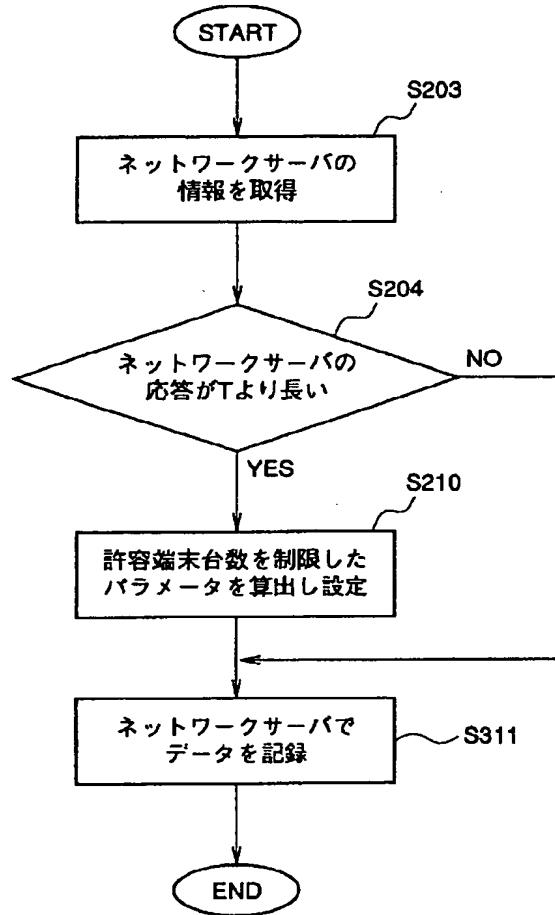 START
S203
ネットワークサーバの
情報を取得
S204
ネットワークサーバの
応答がTより長い
NO
YES
S210
許容端末台数を制限した
パラメータを算出し設定
ネットワークサーバで
データを記録
S311
END